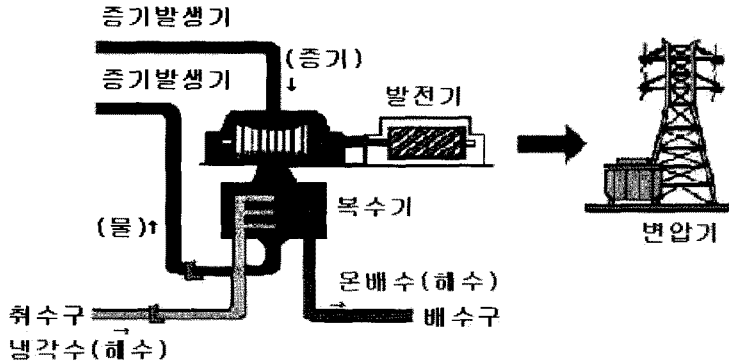 증기발생기
(증기)
↓
증기발생기
발전기
복수기
(물)↑
변압기
온배수(해수)
→
취수구
배수구
→
냉각수(해수)